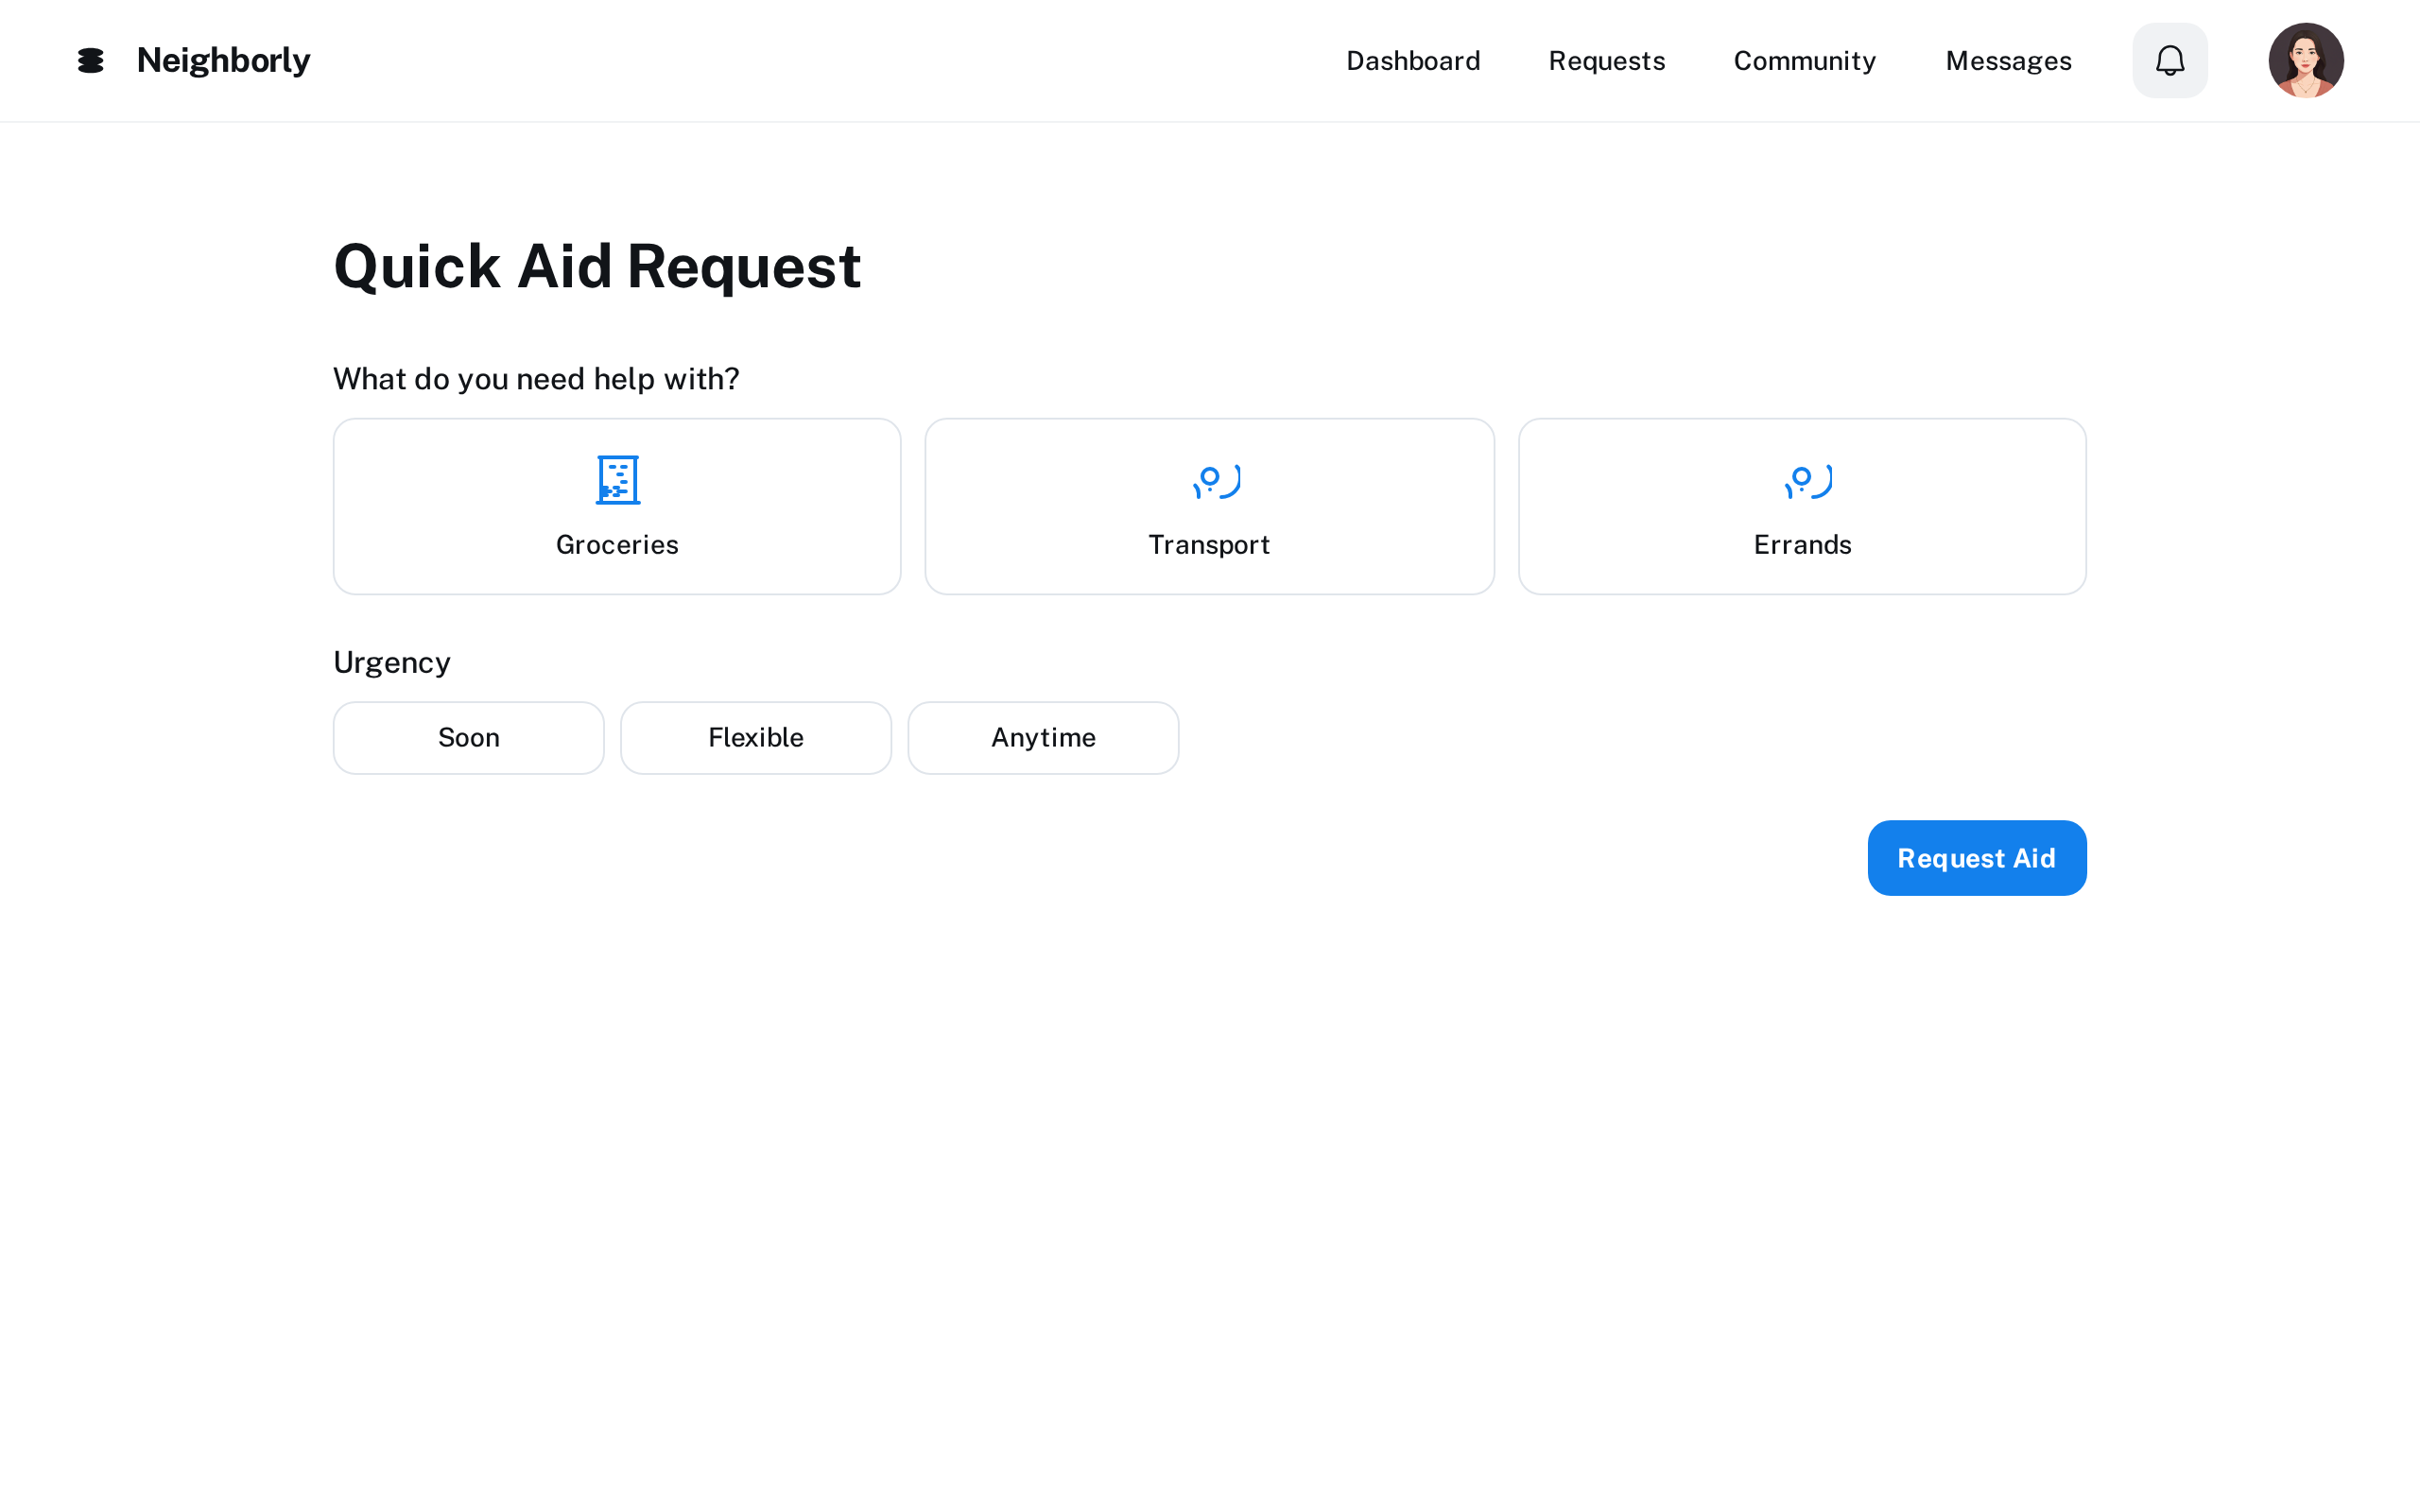 Neighborly
Dashboard
Requests
Community
Messages
Quick Aid Request
What do you need help with?
Groceries
Transport
Errands
Urgency
Soon
Flexible
Anytime
Request Aid